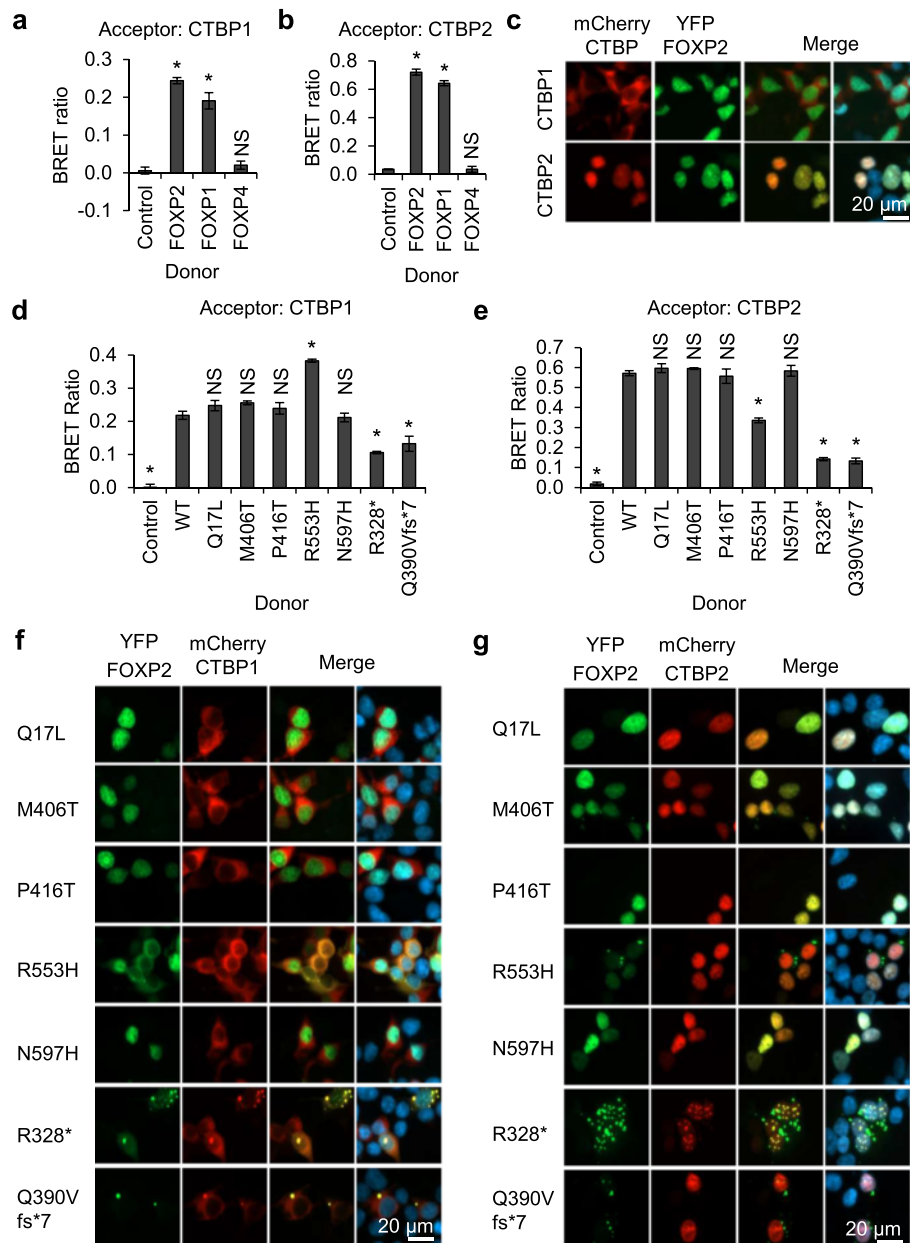 a
Acceptor: CTBP1
BRET ratio
0.3
0.2
0.1
0.0
-0.1
*
*
NS
Control
FOXP2
FOXP1
FOXP4
Donor
b
Acceptor: CTBP2
BRET ratio
0.8
0.6
0.4
0.2
0.0
*
*
NS
Control
FOXP2
FOXP1
FOXP4
Donor
c
mCherry
CTBP
YFP
FOXP2
Merge
CTBP1
CTBP2
20 µm
d
Acceptor: CTBP1
BRET Ratio
0.4
0.3
0.2
0.1
0.0
*
NS
NS
NS
*
NS
*
*
Control
WT
Q17L
M406T
P416T
R553H
N597H
R328*
Q390Vfs*7
Donor
e
Acceptor: CTBP2
BRET Ratio
0.7
0.6
0.5
0.4
0.3
0.2
0.1
0.0
*
NS
NS
NS
*
NS
*
*
Control
WT
Q17L
M406T
P416T
R553H
N597H
R328*
Q390Vfs*7
Donor
f
YFP
FOXP2
mCherry
CTBP1
Merge
Q17L
M406T
P416T
R553H
N597H
R328*
Q390V
fs*7
20 µm
g
YFP
FOXP2
mCherry
CTBP2
Merge
Q17L
M406T
P416T
R553H
N597H
R328*
Q390V
fs*7
20 µm